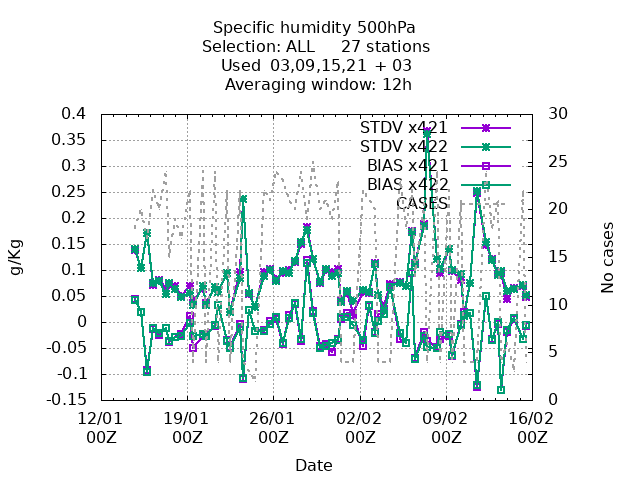 Specific humidity 500hPa
Selection: ALL 27 stations
Used 03,09,15,21 + 03
Averaging window: 12h
g/Kg
0.4
0.35
0.3
0.25
0.2
0.15
0.1
0.05
0
-0.05
-0.1
-0.15
STDV x421
STDV x422
BIAS x421
BIAS x422
CASES
30
25
20
15
10
5
0
No cases
12/01 19/01 26/01 02/02 09/02 16/02
00Z 00Z 00Z 00Z 00Z 00Z
Date